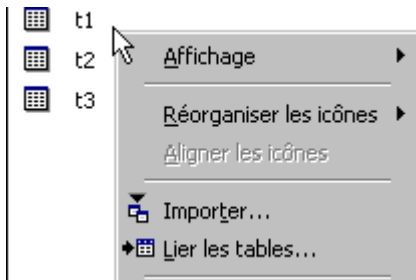 t1
t2
t3
Affichage
Réorganiser les icônes
Aligner les icônes
Importer...
Lier les tables...